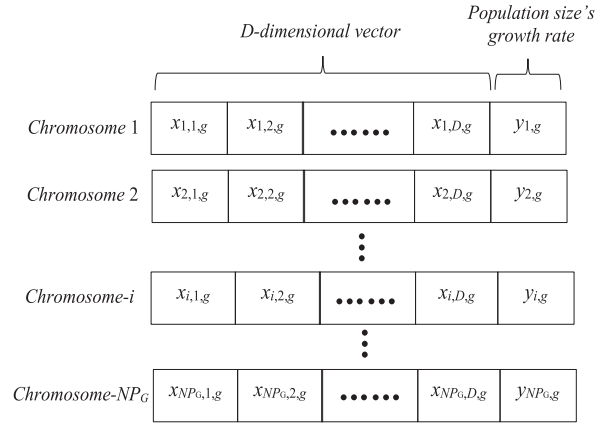 Population size's
growth rate
D-dimensional vector
Chromosome 1 x1,1,g x1,2,g ...... x1,D,g y1,g
Chromosome 2 x2,1,g x2,2,g ...... x2,D,g y2,g
Chromosome-i xi,1,g xi,2,g ...... xi,D,g yi,g
Chromosome-NPG xNPG,1,g xNPG,2,g ...... xNPG,D,g yNPG,g